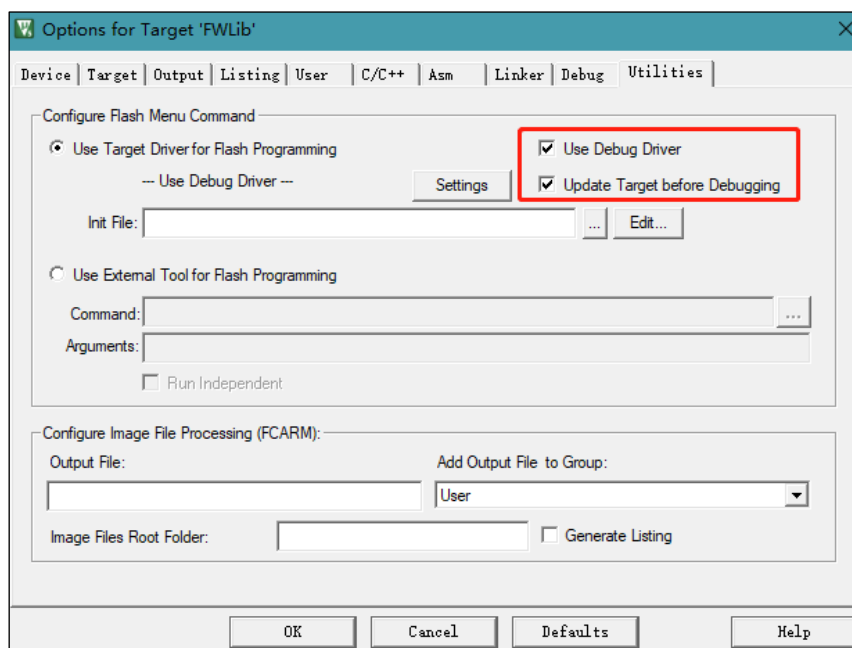 Options for Target 'FWLib'
Device Target Output Listing User C/C++ Asm Linker Debug Utilities
Configure Flash Menu Command
Use Target Driver for Flash Programming Use Debug Driver
--- Use Debug Driver --- Settings Update Target before Debugging
Init File: ... Edit...
Use External Tool for Flash Programming
Command: ...
Arguments:
Run Independent
Configure Image File Processing (FCARM):
Output File: Add Output File to Group:
User
Image Files Root Folder: Generate Listing
OK Cancel Defaults Help